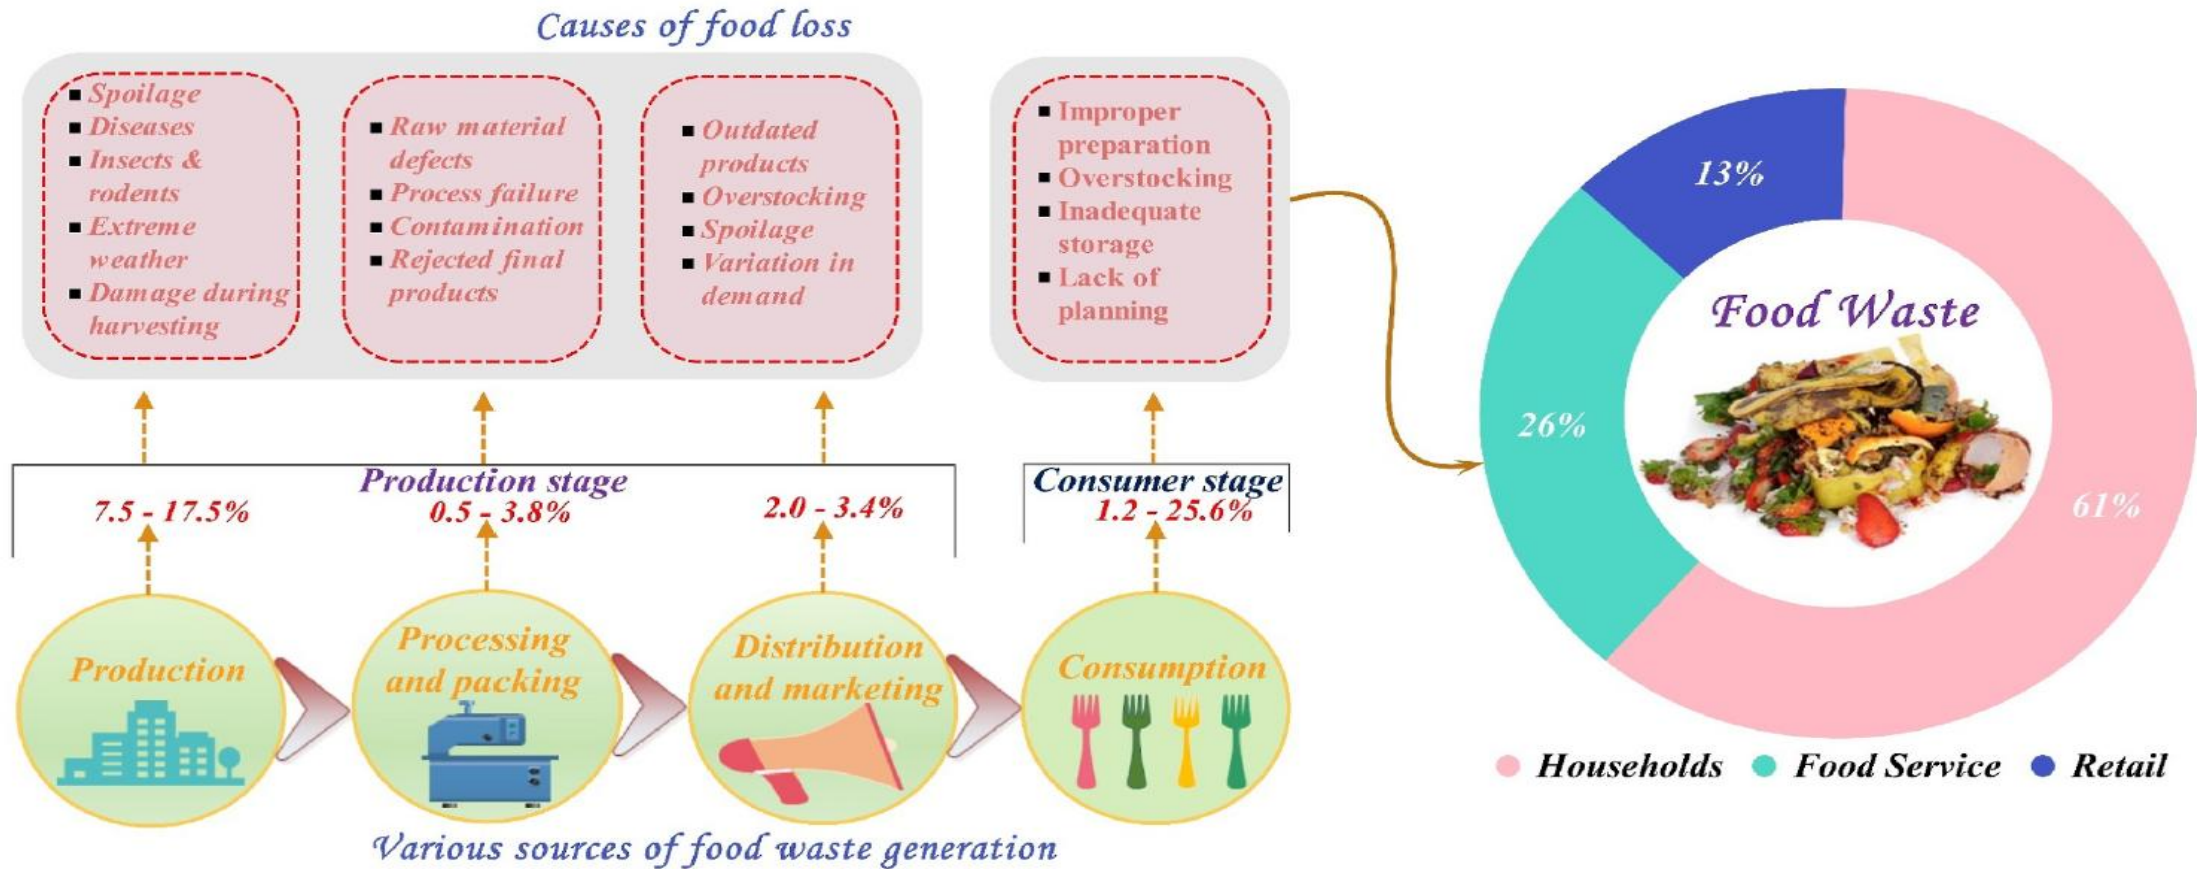 Causes of food loss
Spoilage
Diseases
Insects &
rodents
Extreme
weather
Damage during
harvesting
Raw material
defects
Process failure
Contamination
Rejected final
products
Outdated
products
Overstocking
Spoilage
Variation in
demand
Improper
preparation
Overstocking
Inadequate
storage
Lack of
planning
Production stage
7.5 - 17.5%
0.5 - 3.8%
2.0 - 3.4%
Consumer stage
1.2 - 25.6%
Production
Processing
and packing
Distribution
and marketing
Consumption
Various sources of food waste generation
13%
26%
61%
Food Waste
Households
Food Service
Retail